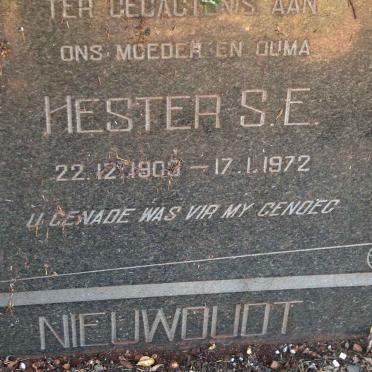 TER GEDAGTENIS AAN
ONS MOEDER EN OUMA
HESTER S.E.
22.12.1903 — 17.1.1972
U GENADE WAS VIR MY GENOEG
NIEUWOUDT